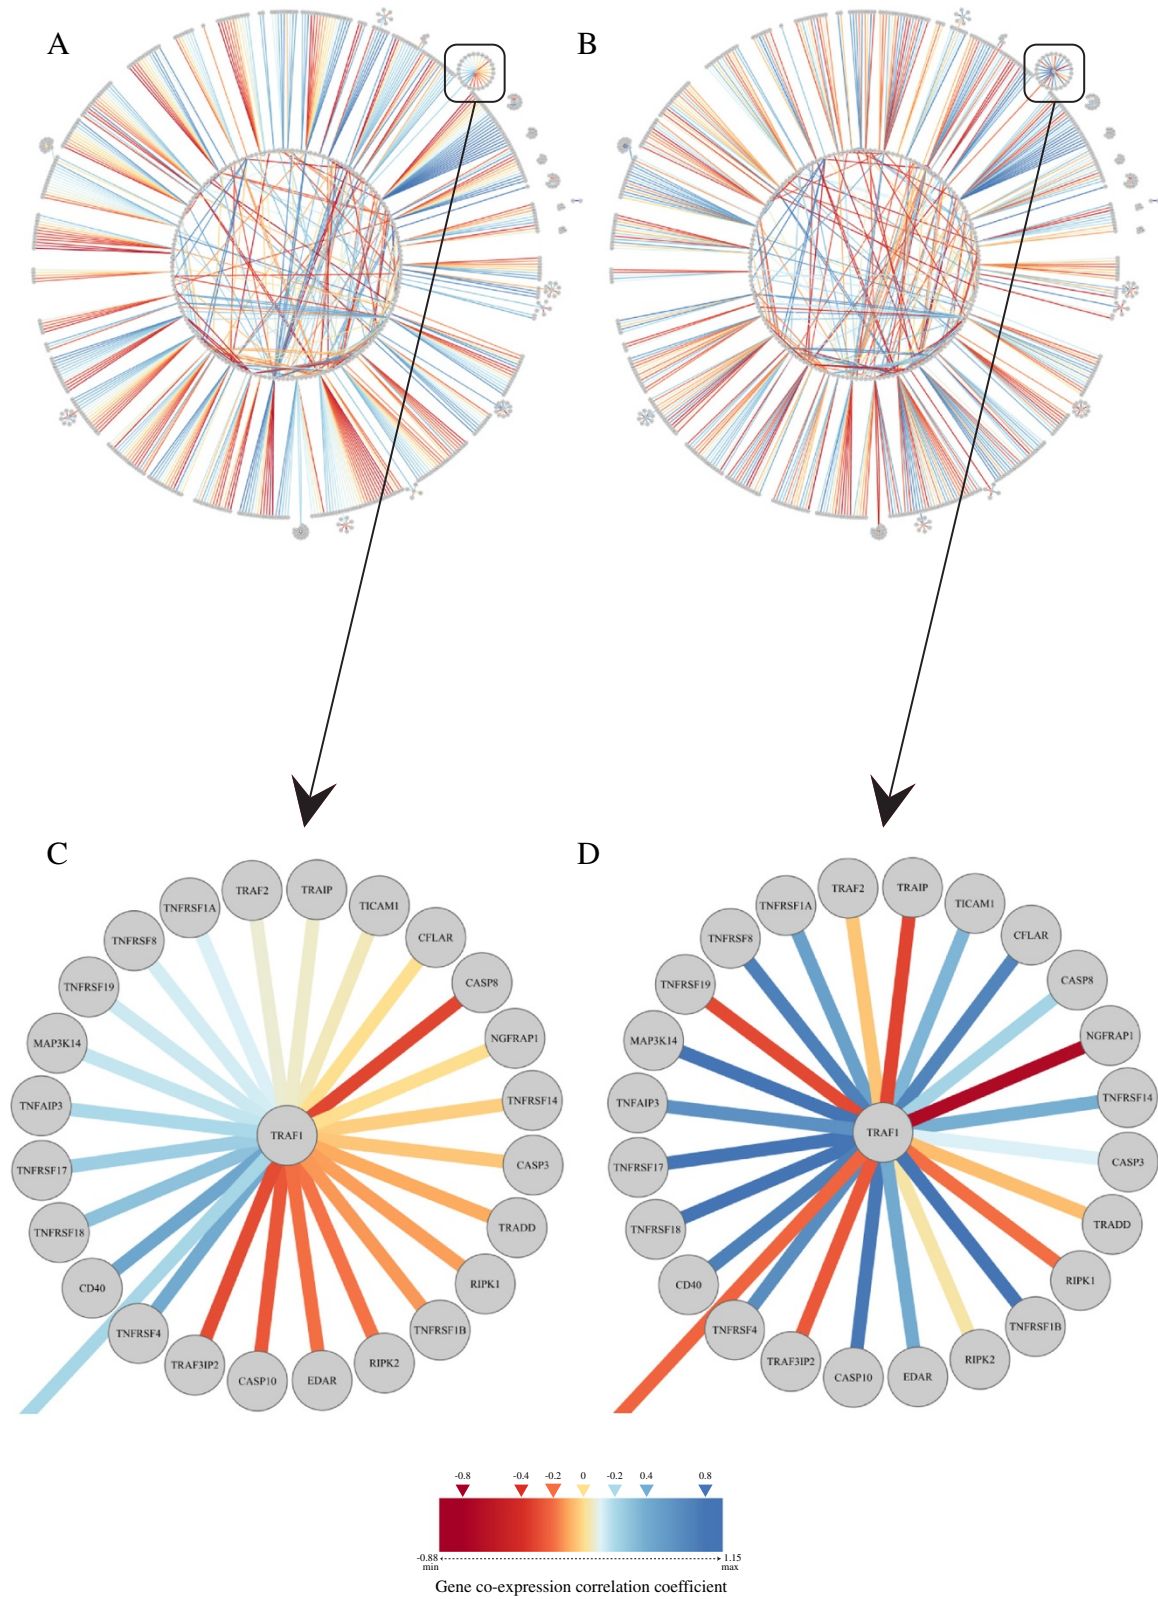 A
B
C
D
TRAF2
TRAIP
TNFRSF1A
TICAM1
TNFRSF8
CFLAR
TNFRSF19
CASP8
MAP3K14
NGFRAP1
TNFAIP3
TNFRSF14
TRAF1
TNFRSF17
CASP3
TNFRSF18
TRADD
CD40
RIPK1
TNFRSF4
TNFRSF1B
TRAF3IP2
RIPK2
CASP10
EDAR
TRAF2
TRAIP
TNFRSF1A
TICAM1
TNFRSF8
CFLAR
TNFRSF19
CASP8
MAP3K14
NGFRAP1
TNFAIP3
TNFRSF14
TRAF1
TNFRSF17
CASP3
TNFRSF18
TRADD
CD40
RIPK1
TNFRSF4
TNFRSF1B
TRAF3IP2
RIPK2
CASP10
EDAR
-0.8 -0.4 -0.2 0 -0.2 0.4 0.8
-0.88 1.15
min max
Gene co-expression correlation coefficient